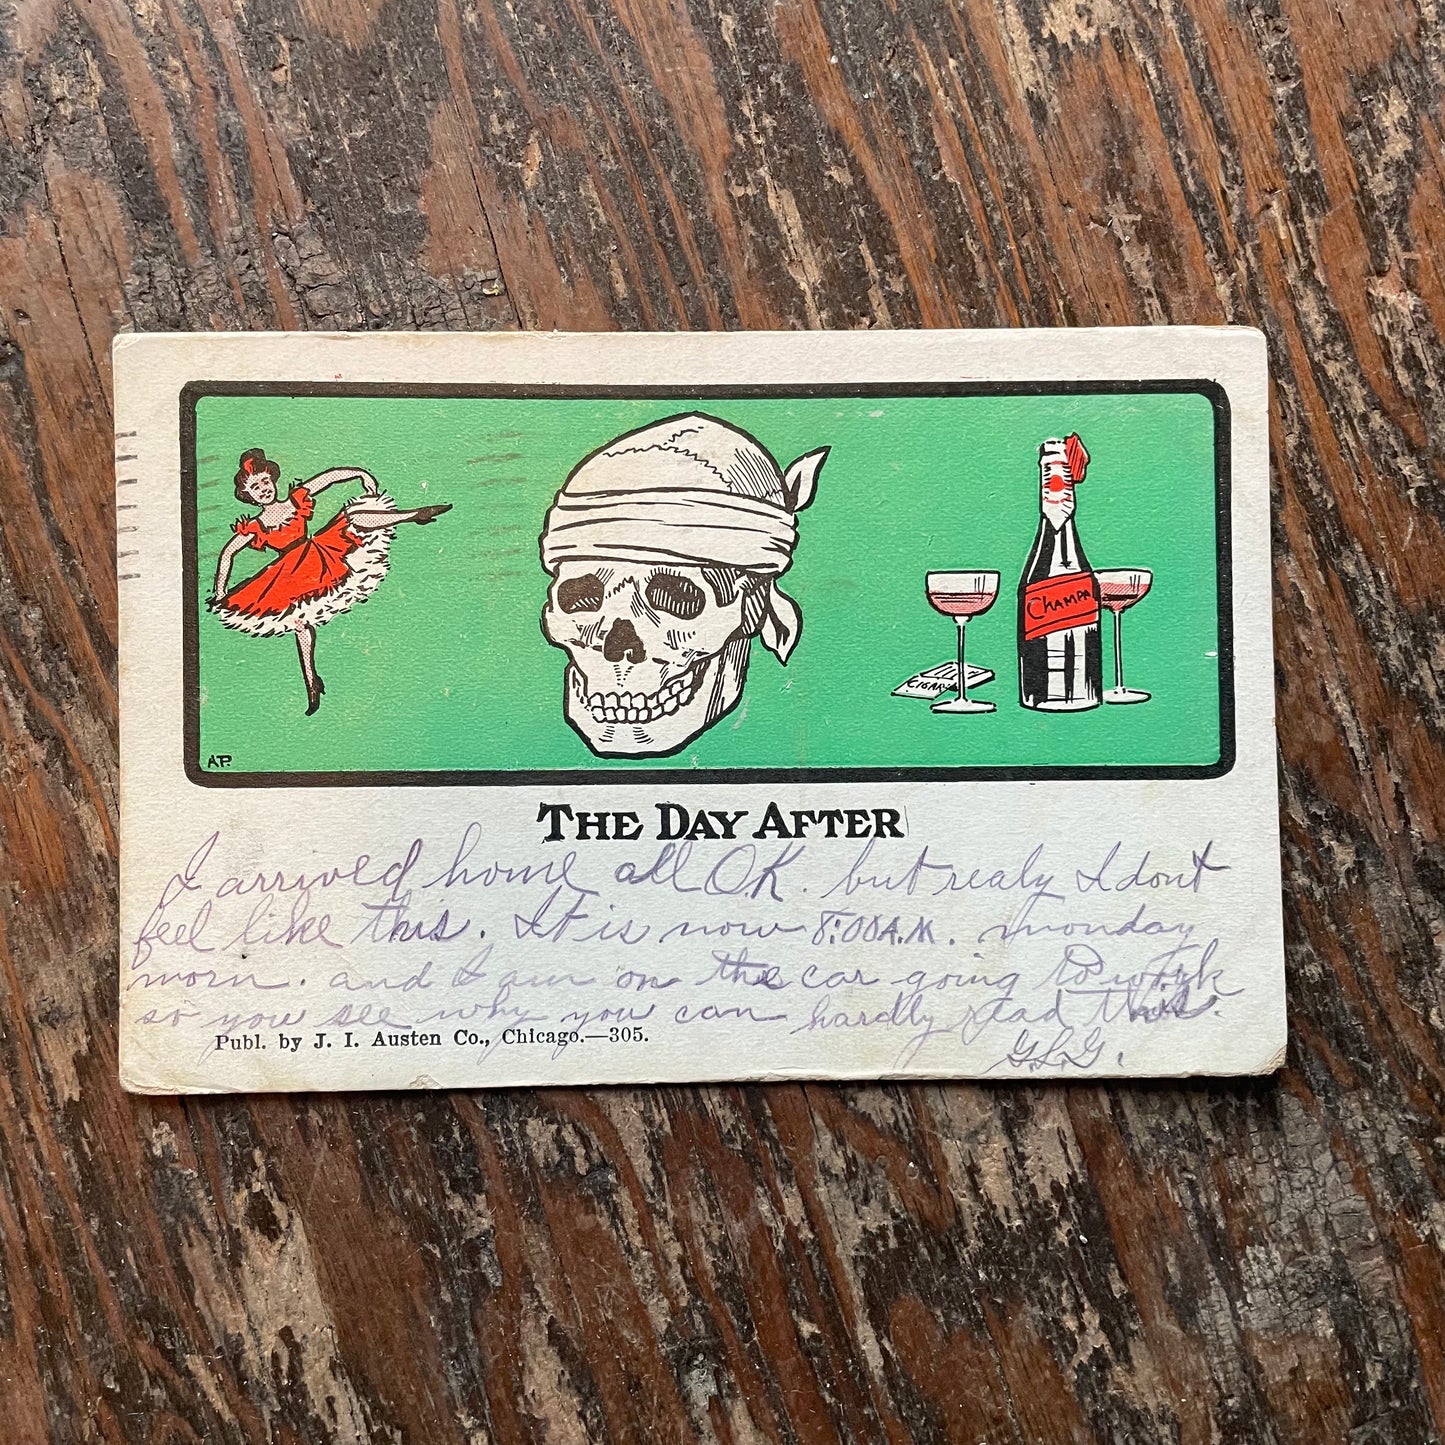 CHAMPA
CIGARS
A.P.
THE DAY AFTER
I arrived home all O.K. but realy I dont
feel like this. It is now 8:00 A.M. monday
morn. and I am on the car going to work
so you see why you can hardly read this.
Publ. by J. I. Austen Co., Chicago.—305.
G.L.G.